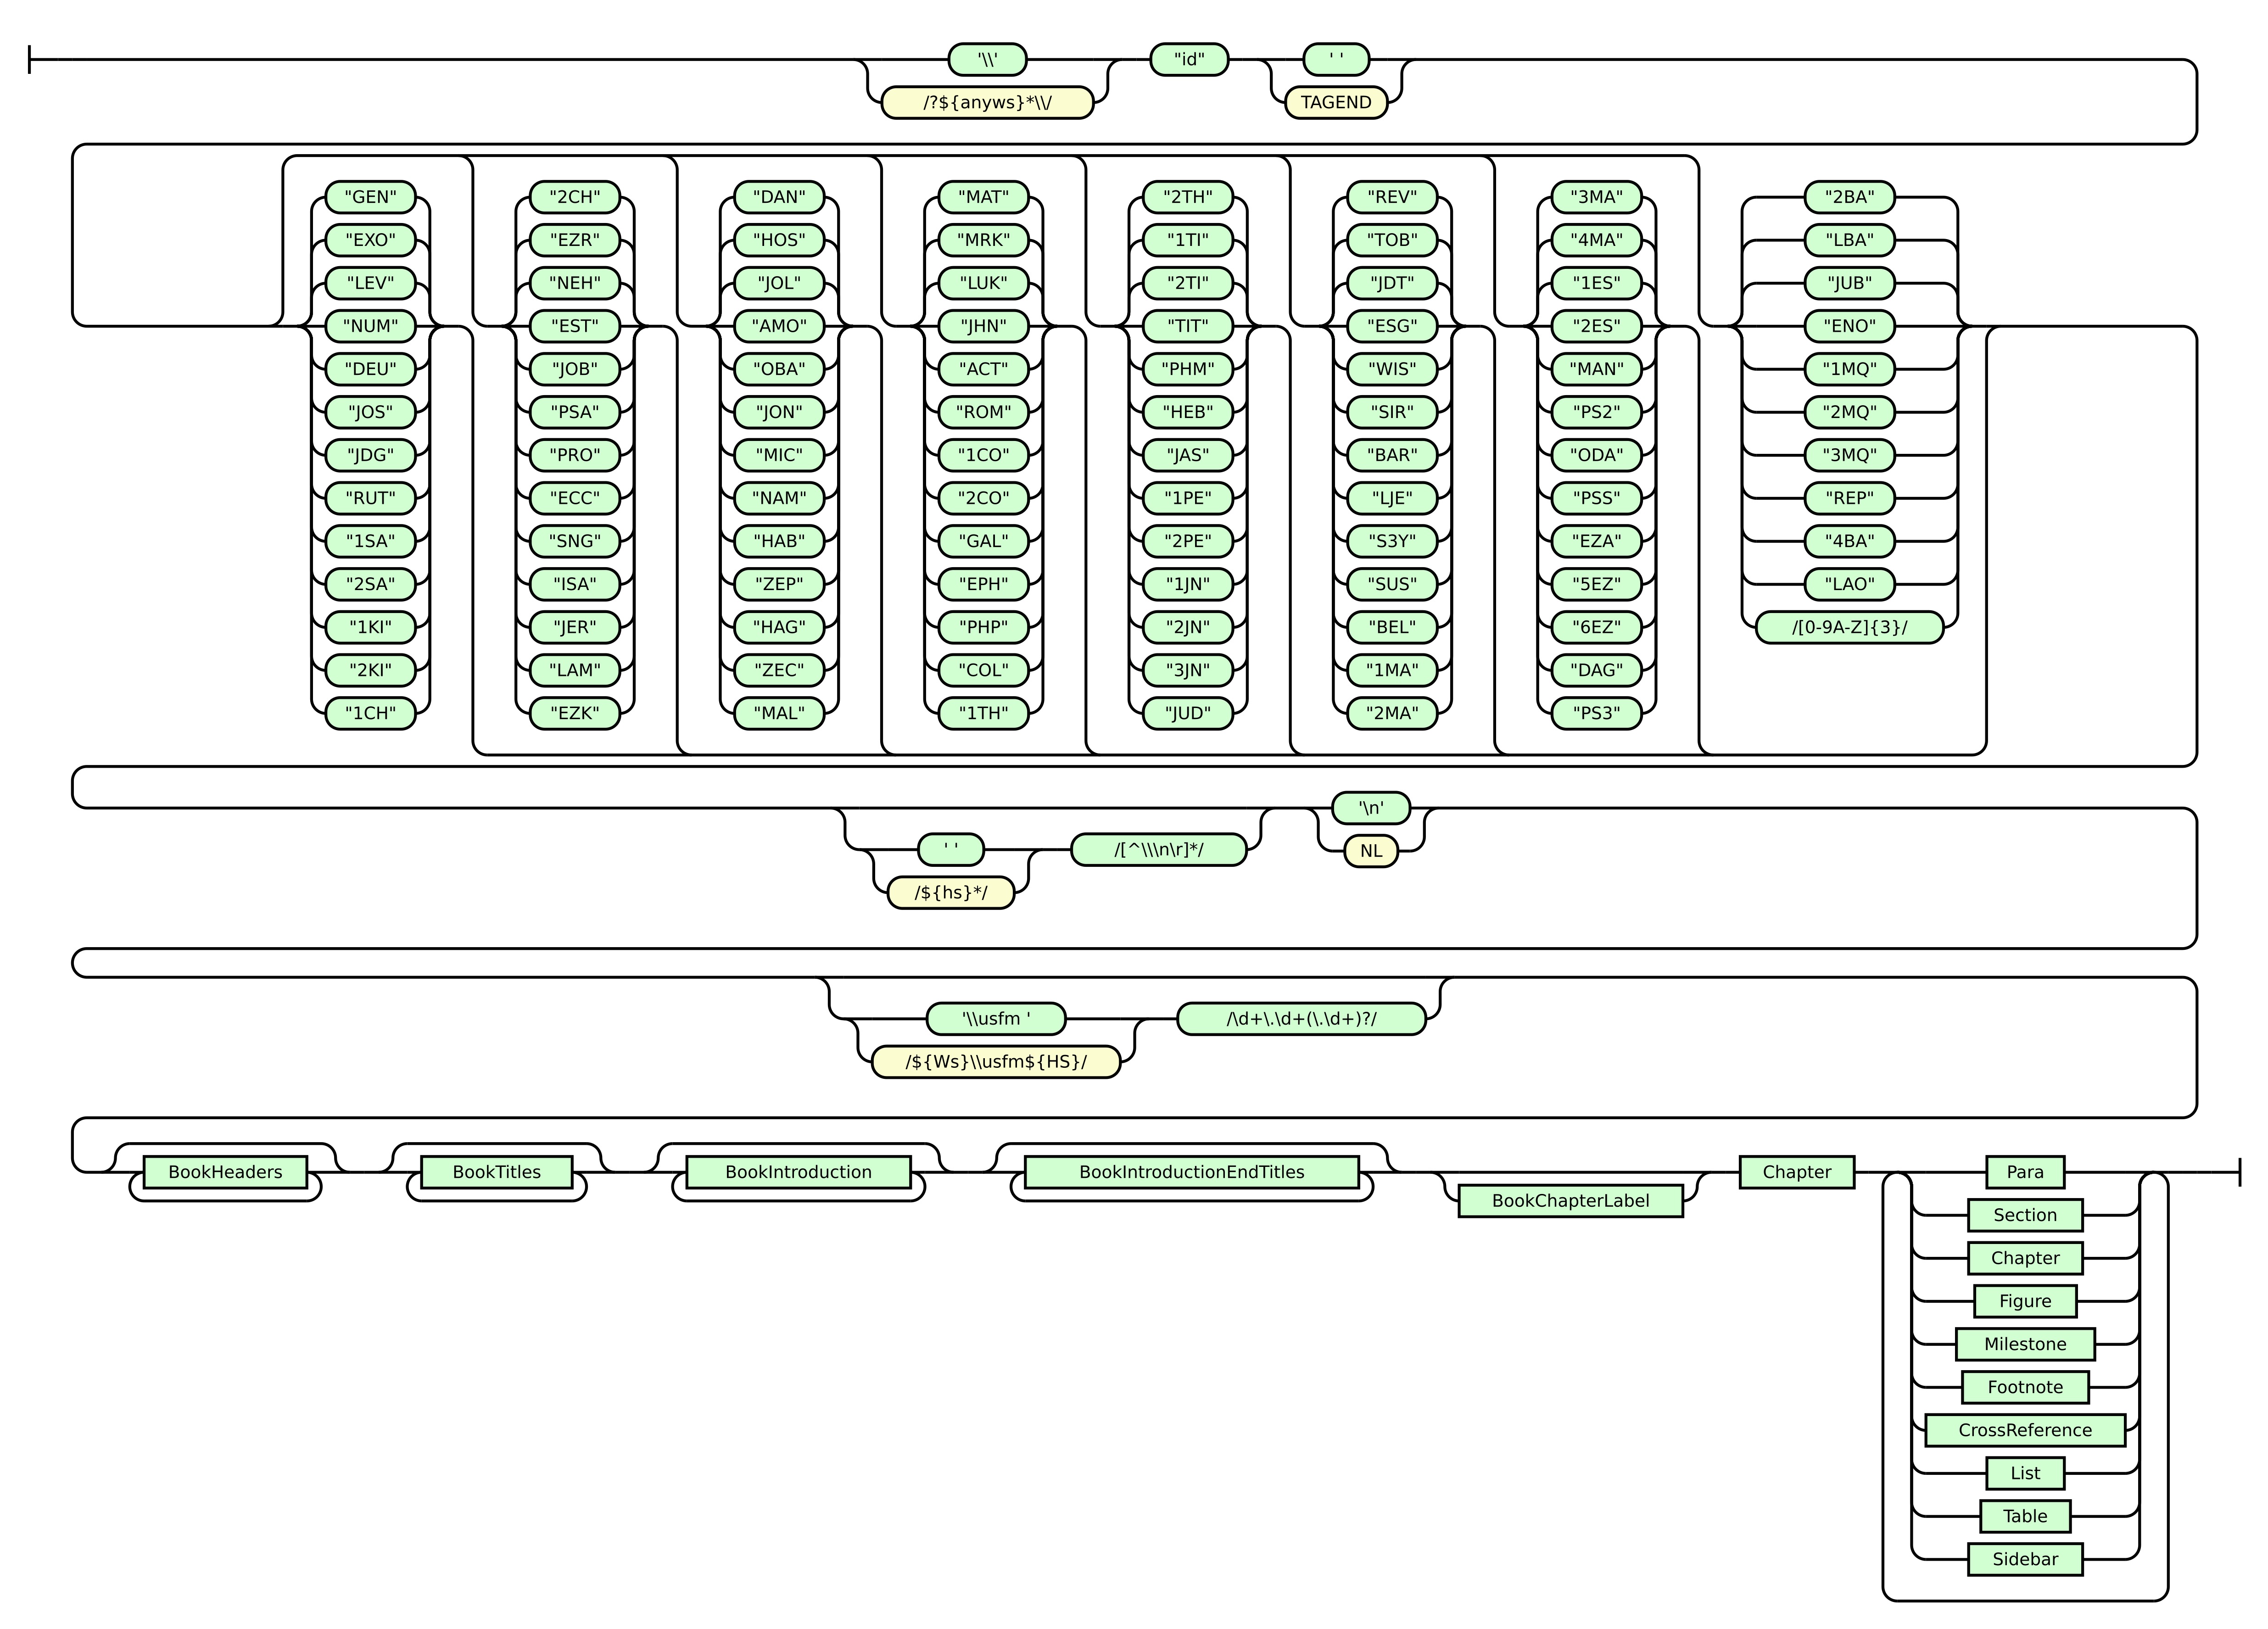 '\\' "id" ' '
/?${anyws}*\\/ TAGEND
"GEN" "2CH" "DAN" "MAT" "2TH" "REV" "3MA" "2BA"
"EXO" "EZR" "HOS" "MRK" "1TI" "TOB" "4MA" "LBA"
"LEV" "NEH" "JOL" "LUK" "2TI" "JDT" "1ES" "JUB"
"NUM" "EST" "AMO" "JHN" "TIT" "ESG" "2ES" "ENO"
"DEU" "JOB" "OBA" "ACT" "PHM" "WIS" "MAN" "1MQ"
"JOS" "PSA" "JON" "ROM" "HEB" "SIR" "PS2" "2MQ"
"JDG" "PRO" "MIC" "1CO" "JAS" "BAR" "ODA" "3MQ"
"RUT" "ECC" "NAM" "2CO" "1PE" "LJE" "PSS" "REP"
"1SA" "SNG" "HAB" "GAL" "2PE" "S3Y" "EZA" "4BA"
"2SA" "ISA" "ZEP" "EPH" "1JN" "SUS" "5EZ" "LAO"
"1KI" "JER" "HAG" "PHP" "2JN" "BEL" "6EZ" /[0-9A-Z]{3}/
"2KI" "LAM" "ZEC" "COL" "3JN" "1MA" "DAG"
"1CH" "EZK" "MAL" "1TH" "JUD" "2MA" "PS3"
'\n'
' ' /[^\\\n\r]*/ NL
/${hs}*/
'\\usfm ' /\d+\.\d+(\.\d+)?/
/${Ws}\\usfm${HS}/
BookHeaders BookTitles BookIntroduction BookIntroductionEndTitles Chapter Para
BookChapterLabel Section
Chapter
Figure
Milestone
Footnote
CrossReference
List
Table
Sidebar